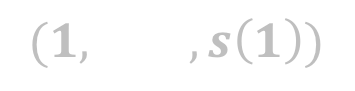 (1, , s(1))